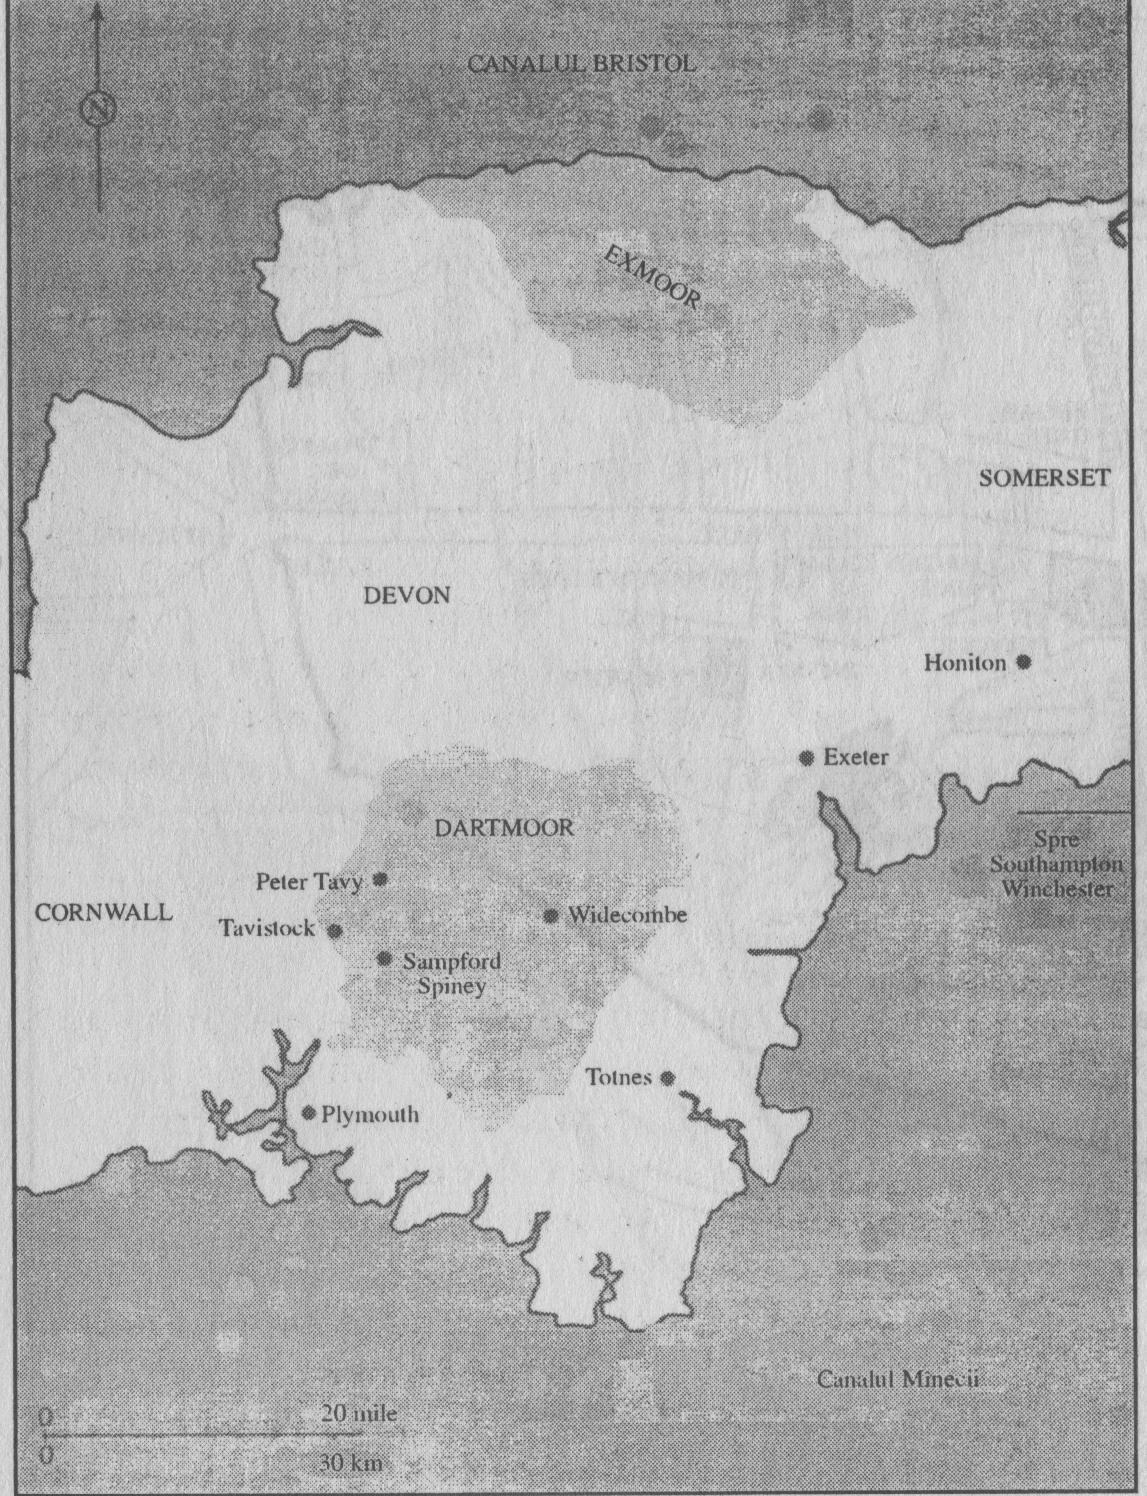 CANALUL BRISTOL
N
EXMOOR
SOMERSET
DEVON
Honiton
Exeter
DARTMOOR
Spre
Southampton
Winchester
Peter Tavy
CORNWALL
Widecombe
Tavistock
Sampford
Spiney
Totnes
Plymouth
Canalul Mînecii
0
20 mile
0
30 km